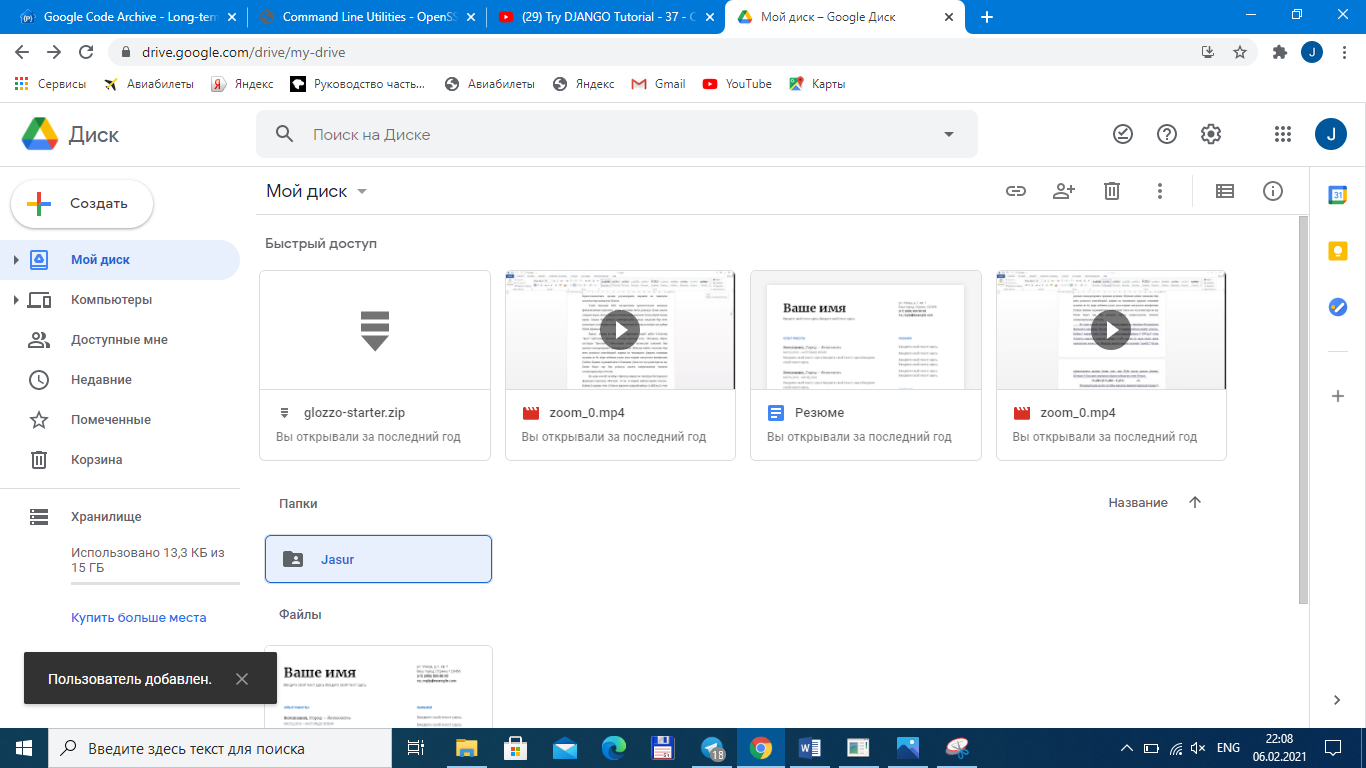 Google Code Archive - Long-ter
Command Line Utilities - OpenSS
(29) Try DJANGO Tutorial - 37 - C
Мой диск – Google Диск
drive.google.com/drive/my-drive
J
Сервисы
Авиабилеты
Яндекс
Руководство часть...
Авиабилеты
Яндекс
Gmail
YouTube
Карты
Диск
Поиск на Диске
J
Создать
Мой диск
31
Мой диск
Компьютеры
Доступные мне
Недавние
Помеченные
Корзина
Хранилище
Использовано 13,3 КБ из
15 ГБ
Купить больше места
Быстрый доступ
glozzo-starter.zip
Вы открывали за последний год
zoom_0.mp4
Вы открывали за последний год
Ваше имя
Резюме
Вы открывали за последний год
zoom_0.mp4
Вы открывали за последний год
Папки
Название
Jasur
Файлы
Ваше имя
Пользователь добавлен.
Введите здесь текст для поиска
18
ENG
22:08
06.02.2021